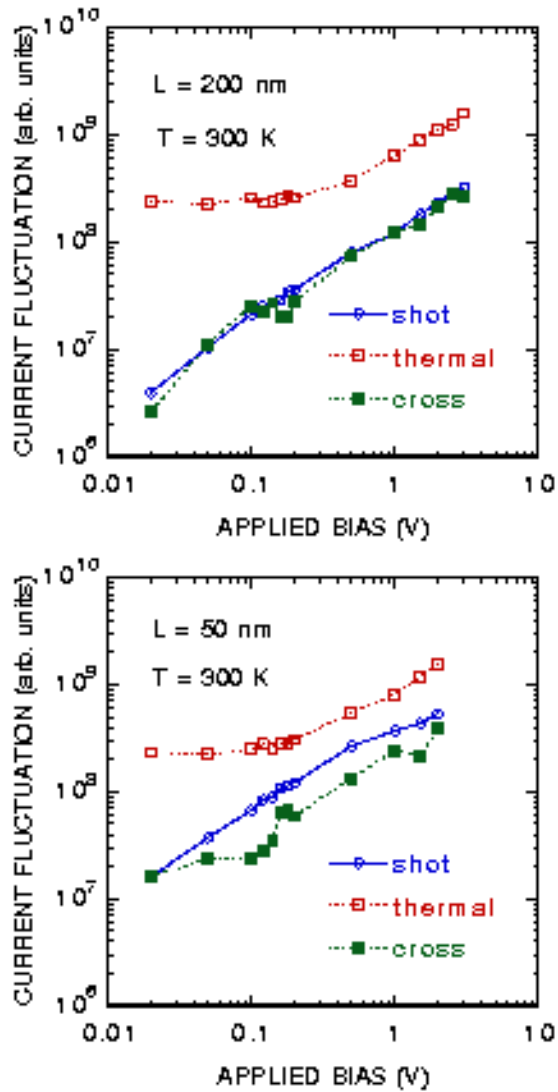 10^10
L = 200 nm
10^9
T = 300 K
10^8
shot
10^7
thermal
cross
10^6
0.01 0.1 1 10
APPLIED BIAS (V)
CURRENT FLUCTUATION (arb. units)
10^10
L = 50 nm
10^9
T = 300 K
10^8
shot
10^7
thermal
cross
10^6
0.01 0.1 1 10
APPLIED BIAS (V)
CURRENT FLUCTUATION (arb. units)